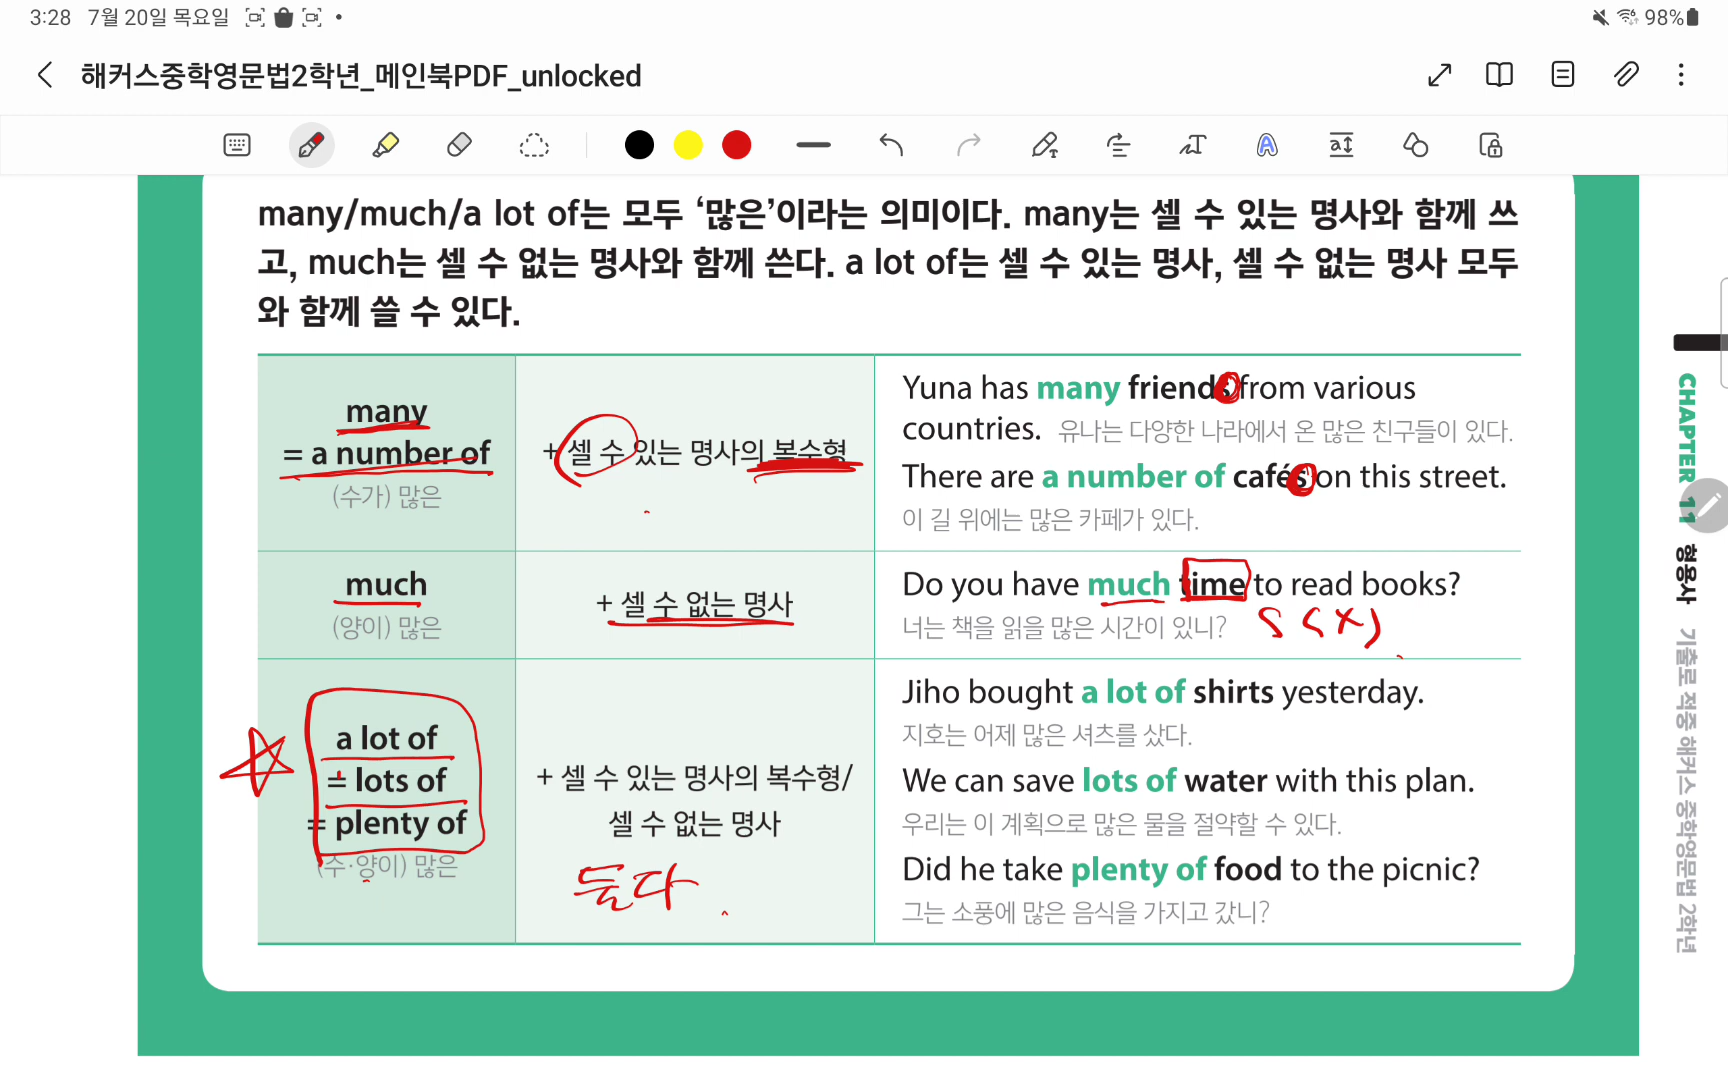 3:28 7월 20일 목요일
98%
해커스중학영문법2학년_메인북PDF_unlocked
many/much/a lot of는 모두 ‘많은’이라는 의미이다. many는 셀 수 있는 명사와 함께 쓰
고, much는 셀 수 없는 명사와 함께 쓴다. a lot of는 셀 수 있는 명사, 셀 수 없는 명사 모두
와 함께 쓸 수 있다.
many
= a number of
(수가) 많은
+ 셀 수 있는 명사의 복수형
Yuna has many friends from various
countries. 유나는 다양한 나라에서 온 많은 친구들이 있다.
There are a number of cafés on this street.
이 길 위에는 많은 카페가 있다.
much
(양이) 많은
+ 셀 수 없는 명사
Do you have much time to read books?
너는 책을 읽을 많은 시간이 있니?
s (x)
a lot of
= lots of
= plenty of
(수·양이) 많은
+ 셀 수 있는 명사의 복수형/
셀 수 없는 명사
둘다
Jiho bought a lot of shirts yesterday.
지호는 어제 많은 셔츠를 샀다.
We can save lots of water with this plan.
우리는 이 계획으로 많은 물을 절약할 수 있다.
Did he take plenty of food to the picnic?
그는 소풍에 많은 음식을 가지고 갔니?
CHAPTER 11 형용사 기출로 적중 해커스 중학영문법 2학년